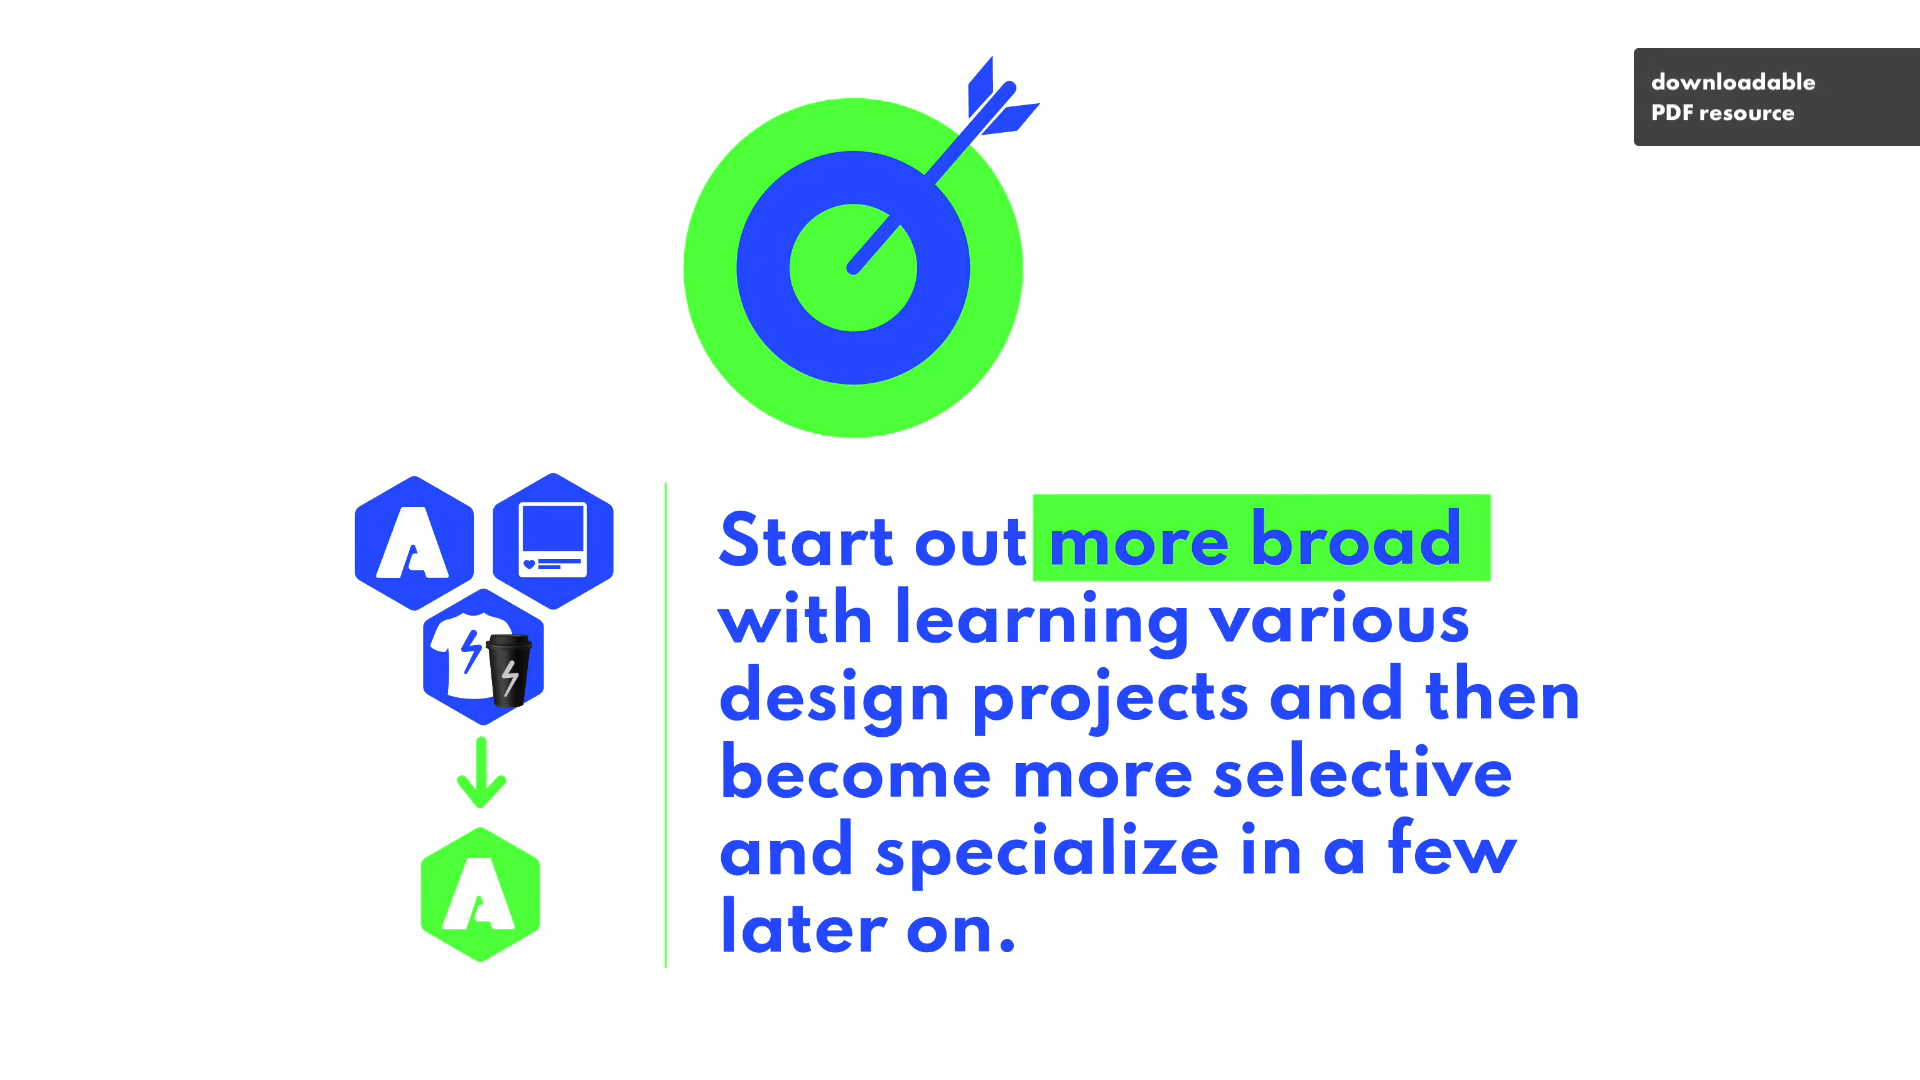 downloadable
PDF resource
A
Start out more broad
with learning various
design projects and then
become more selective
and specialize in a few
later on.
A